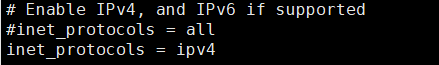 # Enable IPv4, and IPv6 if supported
#inet_protocols = all
inet_protocols = ipv4